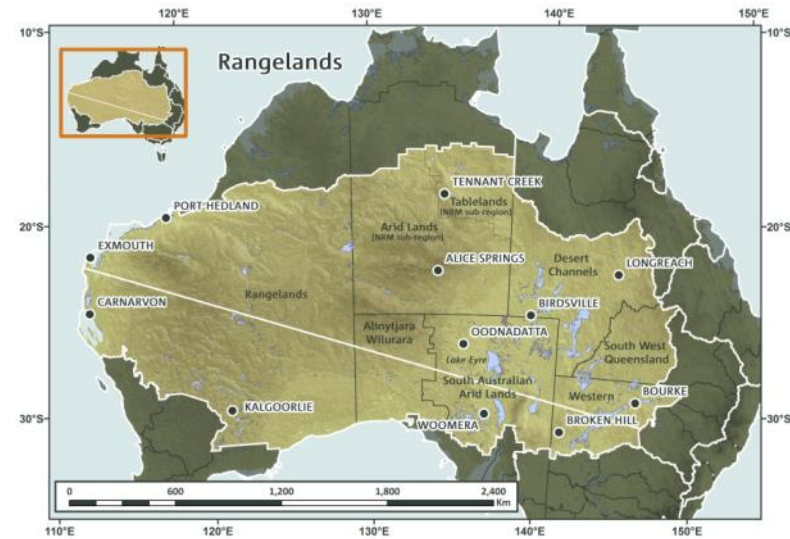 120°E
130°E
140°E
150°E
10°S
10°S
Rangelands
TENNANT CREEK
Tablelands
(NRM sub-region)
PORT HEDLAND
20°S
20°S
Arid Lands
(NRM sub-region)
EXMOUTH
Desert
Channels
LONGREACH
ALICE SPRINGS
Rangelands
CARNARVON
BIRDSVILLE
Alinytjara
Wilurara
OODNADATTA
South West
Queensland
Lake Eyre
South Australian
Arid Lands
Western
BOURKE
KALGOORLIE
WOOMERA
BROKEN HILL
30°S
30°S
0
600
1,200
1,800
2,400
Km
110°E
120°E
130°E
140°E
150°E